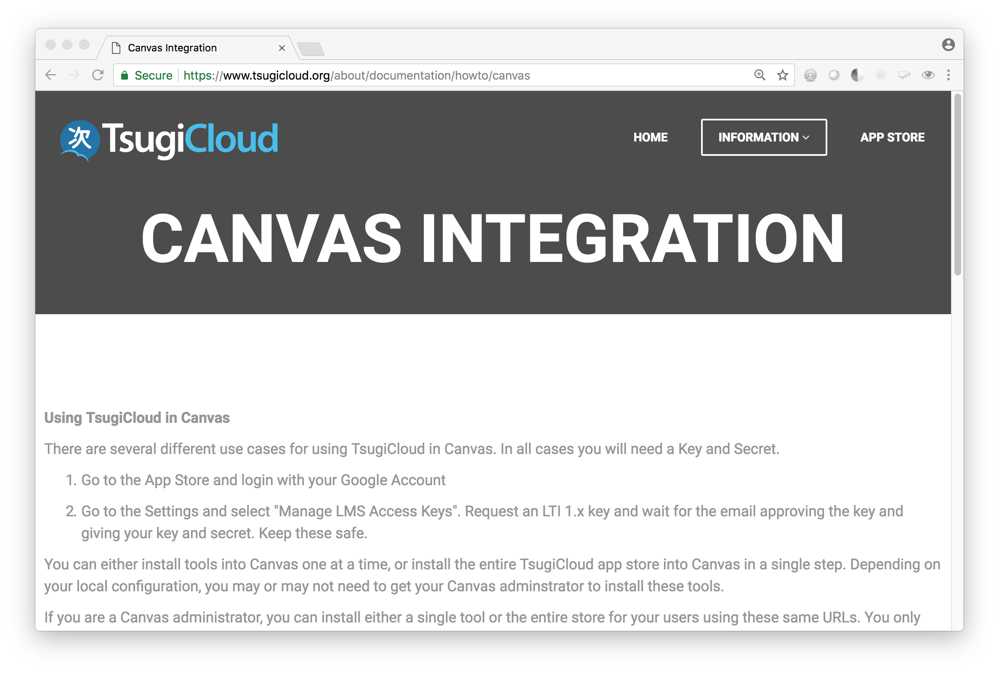 Canvas Integration
Secure
https://www.tsugicloud.org/about/documentation/howto/canvas
次 TsugiCloud
HOME
INFORMATION
APP STORE
CANVAS INTEGRATION
Using TsugiCloud in Canvas
There are several different use cases for using TsugiCloud in Canvas. In all cases you will need a Key and Secret.
1. Go to the App Store and login with your Google Account
2. Go to the Settings and select "Manage LMS Access Keys". Request an LTI 1.x key and wait for the email approving the key and
giving your key and secret. Keep these safe.
You can either install tools into Canvas one at a time, or install the entire TsugiCloud app store into Canvas in a single step. Depending on
your local configuration, you may or may not need to get your Canvas adminstrator to install these tools.
If you are a Canvas administrator, you can install either a single tool or the entire store for your users using these same URLs. You only